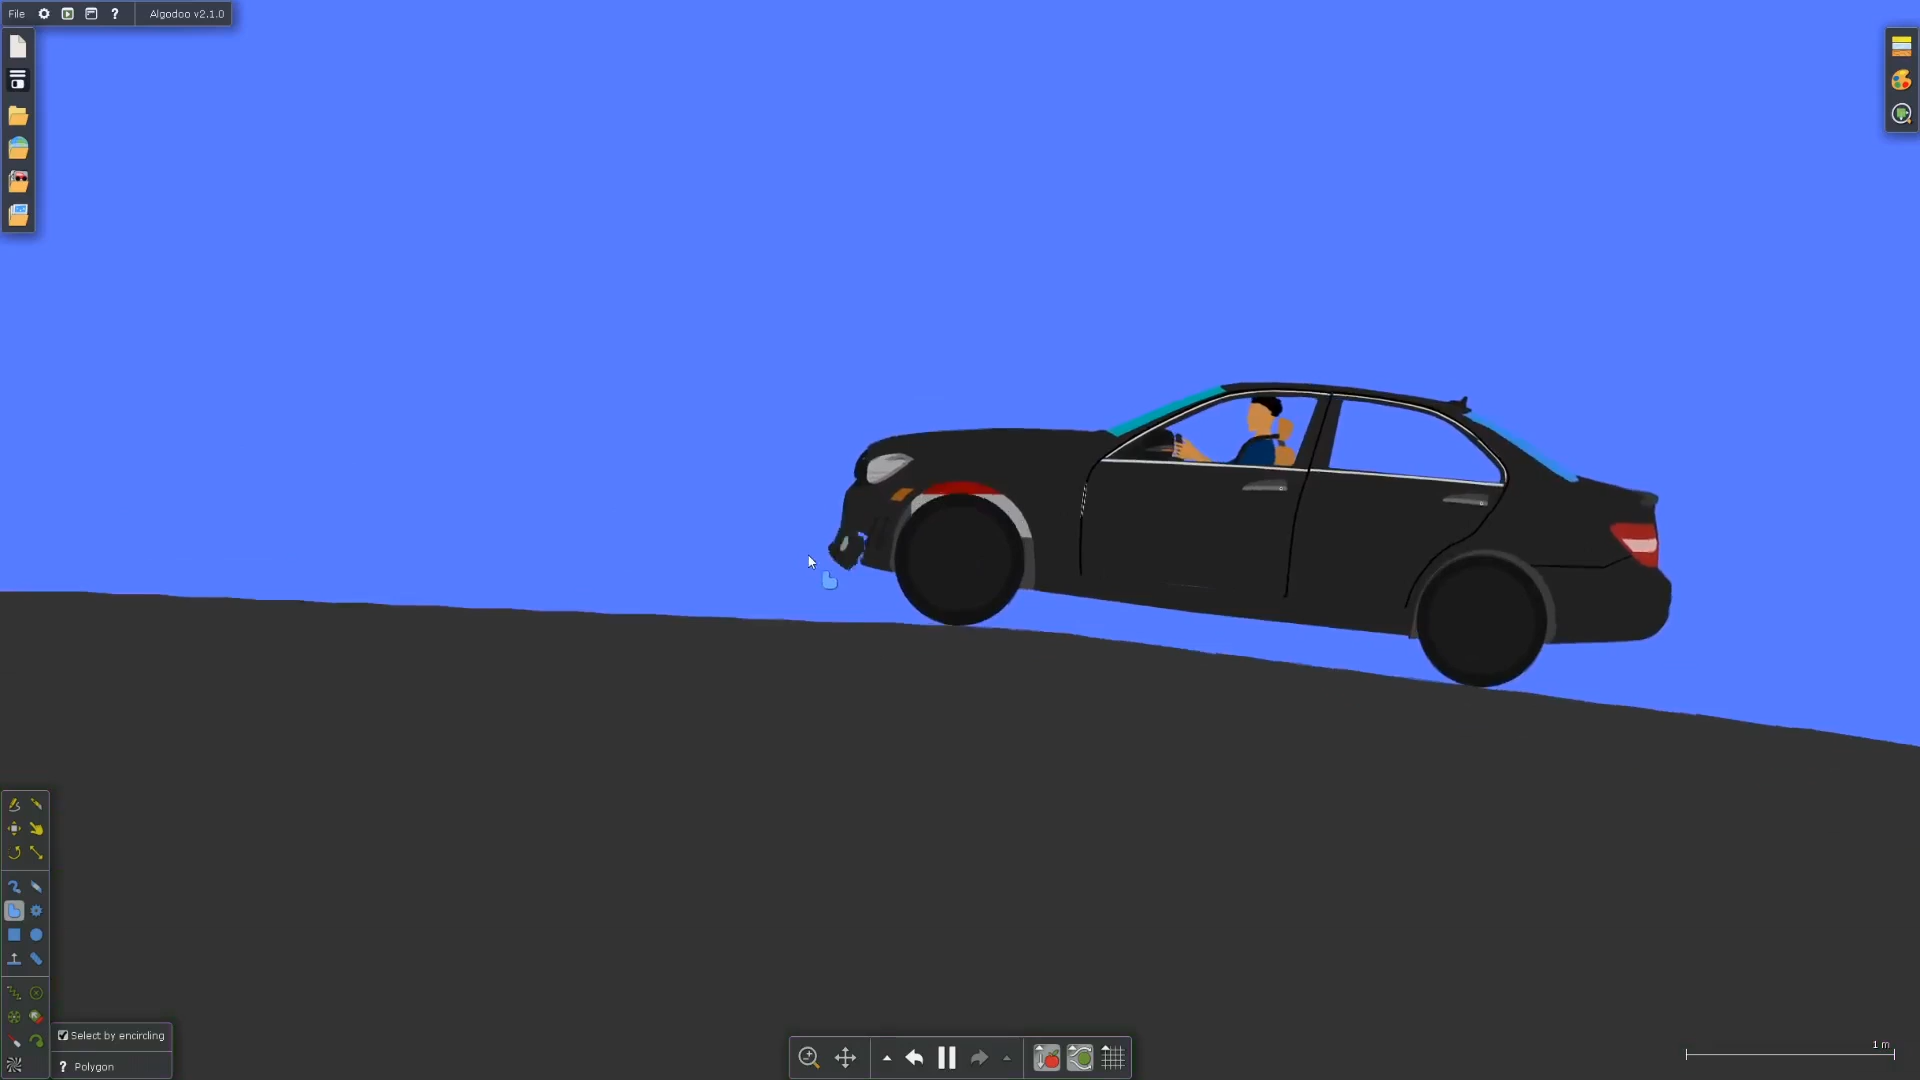 File ? Algodoo v2.1.0
Select by encircling
? Polygon
1 m